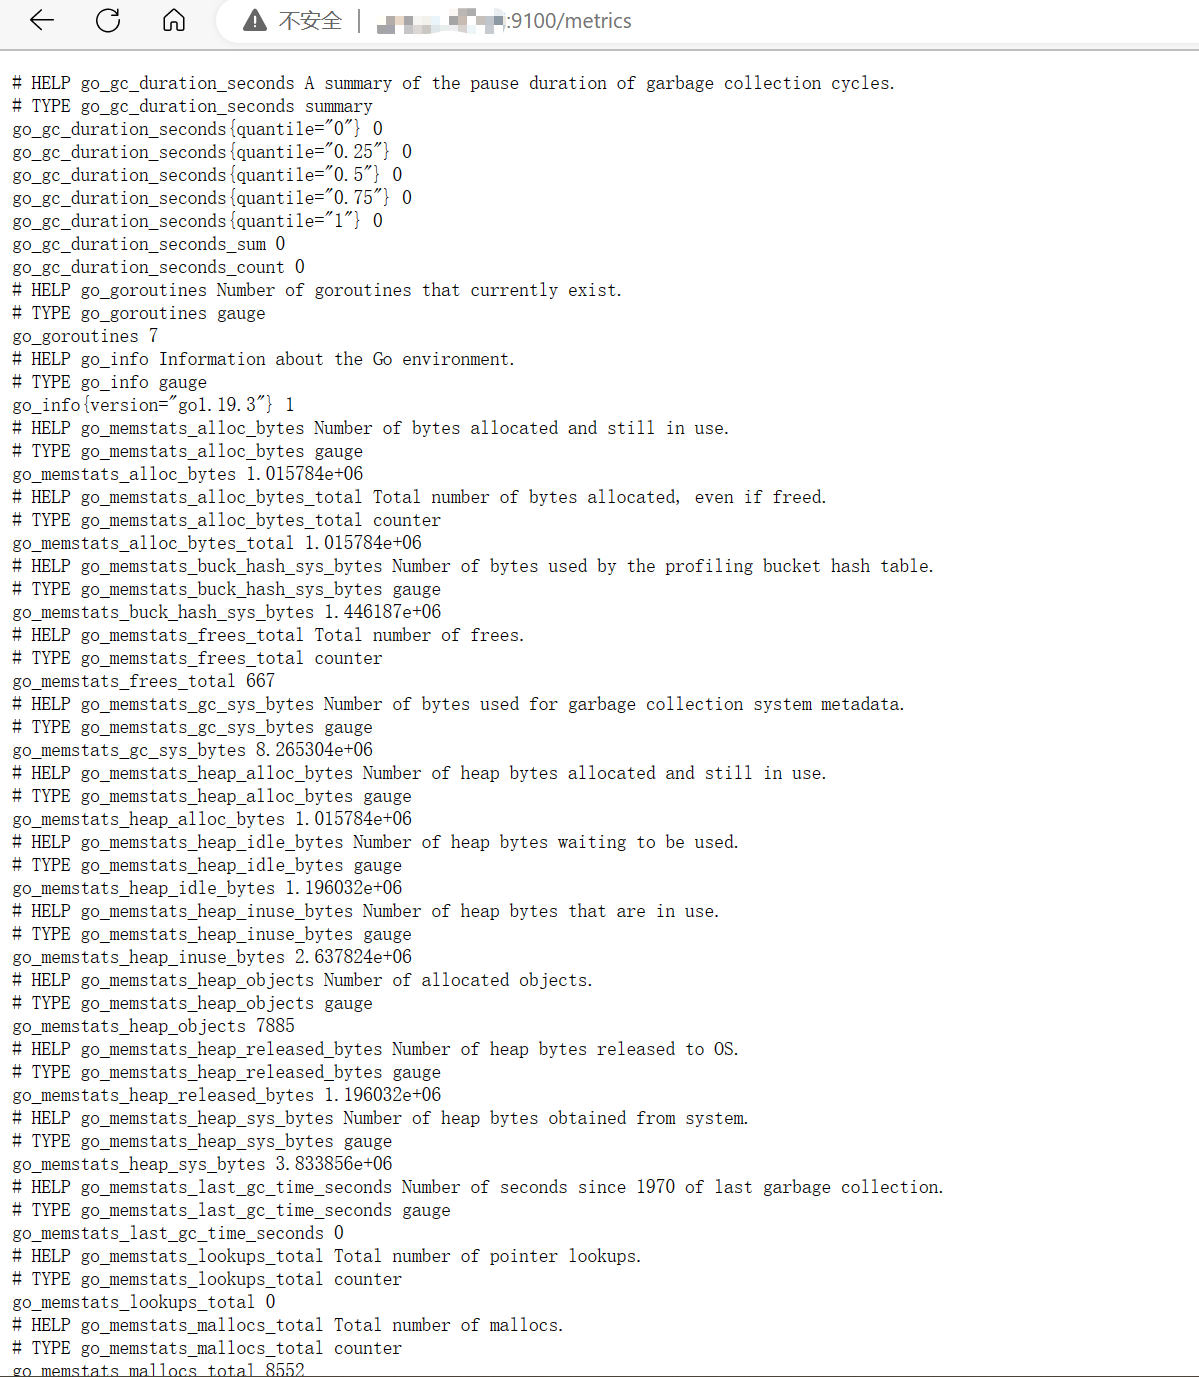 不安全 | :9100/metrics
# HELP go_gc_duration_seconds A summary of the pause duration of garbage collection cycles.
# TYPE go_gc_duration_seconds summary
go_gc_duration_seconds{quantile="0"} 0
go_gc_duration_seconds{quantile="0.25"} 0
go_gc_duration_seconds{quantile="0.5"} 0
go_gc_duration_seconds{quantile="0.75"} 0
go_gc_duration_seconds{quantile="1"} 0
go_gc_duration_seconds_sum 0
go_gc_duration_seconds_count 0
# HELP go_goroutines Number of goroutines that currently exist.
# TYPE go_goroutines gauge
go_goroutines 7
# HELP go_info Information about the Go environment.
# TYPE go_info gauge
go_info{version="go1.19.3"} 1
# HELP go_memstats_alloc_bytes Number of bytes allocated and still in use.
# TYPE go_memstats_alloc_bytes gauge
go_memstats_alloc_bytes 1.015784e+06
# HELP go_memstats_alloc_bytes_total Total number of bytes allocated, even if freed.
# TYPE go_memstats_alloc_bytes_total counter
go_memstats_alloc_bytes_total 1.015784e+06
# HELP go_memstats_buck_hash_sys_bytes Number of bytes used by the profiling bucket hash table.
# TYPE go_memstats_buck_hash_sys_bytes gauge
go_memstats_buck_hash_sys_bytes 1.446187e+06
# HELP go_memstats_frees_total Total number of frees.
# TYPE go_memstats_frees_total counter
go_memstats_frees_total 667
# HELP go_memstats_gc_sys_bytes Number of bytes used for garbage collection system metadata.
# TYPE go_memstats_gc_sys_bytes gauge
go_memstats_gc_sys_bytes 8.265304e+06
# HELP go_memstats_heap_alloc_bytes Number of heap bytes allocated and still in use.
# TYPE go_memstats_heap_alloc_bytes gauge
go_memstats_heap_alloc_bytes 1.015784e+06
# HELP go_memstats_heap_idle_bytes Number of heap bytes waiting to be used.
# TYPE go_memstats_heap_idle_bytes gauge
go_memstats_heap_idle_bytes 1.196032e+06
# HELP go_memstats_heap_inuse_bytes Number of heap bytes that are in use.
# TYPE go_memstats_heap_inuse_bytes gauge
go_memstats_heap_inuse_bytes 2.637824e+06
# HELP go_memstats_heap_objects Number of allocated objects.
# TYPE go_memstats_heap_objects gauge
go_memstats_heap_objects 7885
# HELP go_memstats_heap_released_bytes Number of heap bytes released to OS.
# TYPE go_memstats_heap_released_bytes gauge
go_memstats_heap_released_bytes 1.196032e+06
# HELP go_memstats_heap_sys_bytes Number of heap bytes obtained from system.
# TYPE go_memstats_heap_sys_bytes gauge
go_memstats_heap_sys_bytes 3.833856e+06
# HELP go_memstats_last_gc_time_seconds Number of seconds since 1970 of last garbage collection.
# TYPE go_memstats_last_gc_time_seconds gauge
go_memstats_last_gc_time_seconds 0
# HELP go_memstats_lookups_total Total number of pointer lookups.
# TYPE go_memstats_lookups_total counter
go_memstats_lookups_total 0
# HELP go_memstats_mallocs_total Total number of mallocs.
# TYPE go_memstats_mallocs_total counter
go_memstats_mallocs_total 8552